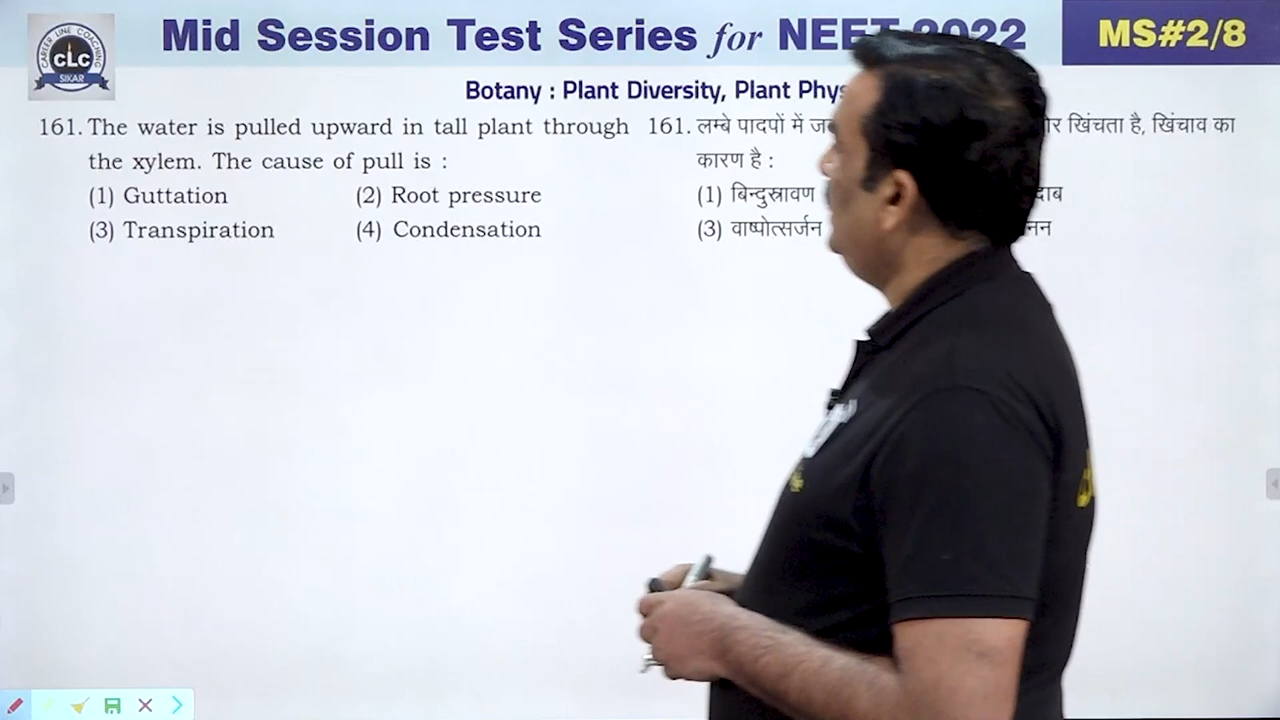 Mid Session Test Series for NEET 2022
MS#2/8
CAREER LINE COACHING
CLC
SIKAR
Botany : Plant Diversity, Plant
161. The water is pulled upward in tall plant through
the xylem. The cause of pull is :
(1) Guttation (2) Root pressure
(3) Transpiration (4) Condensation
161. लम्बे पादपों में खिंचता है, खिंचाव का
कारण है :
(1) बिन्दुस्रावण
(3) वाष्पोत्सर्जन